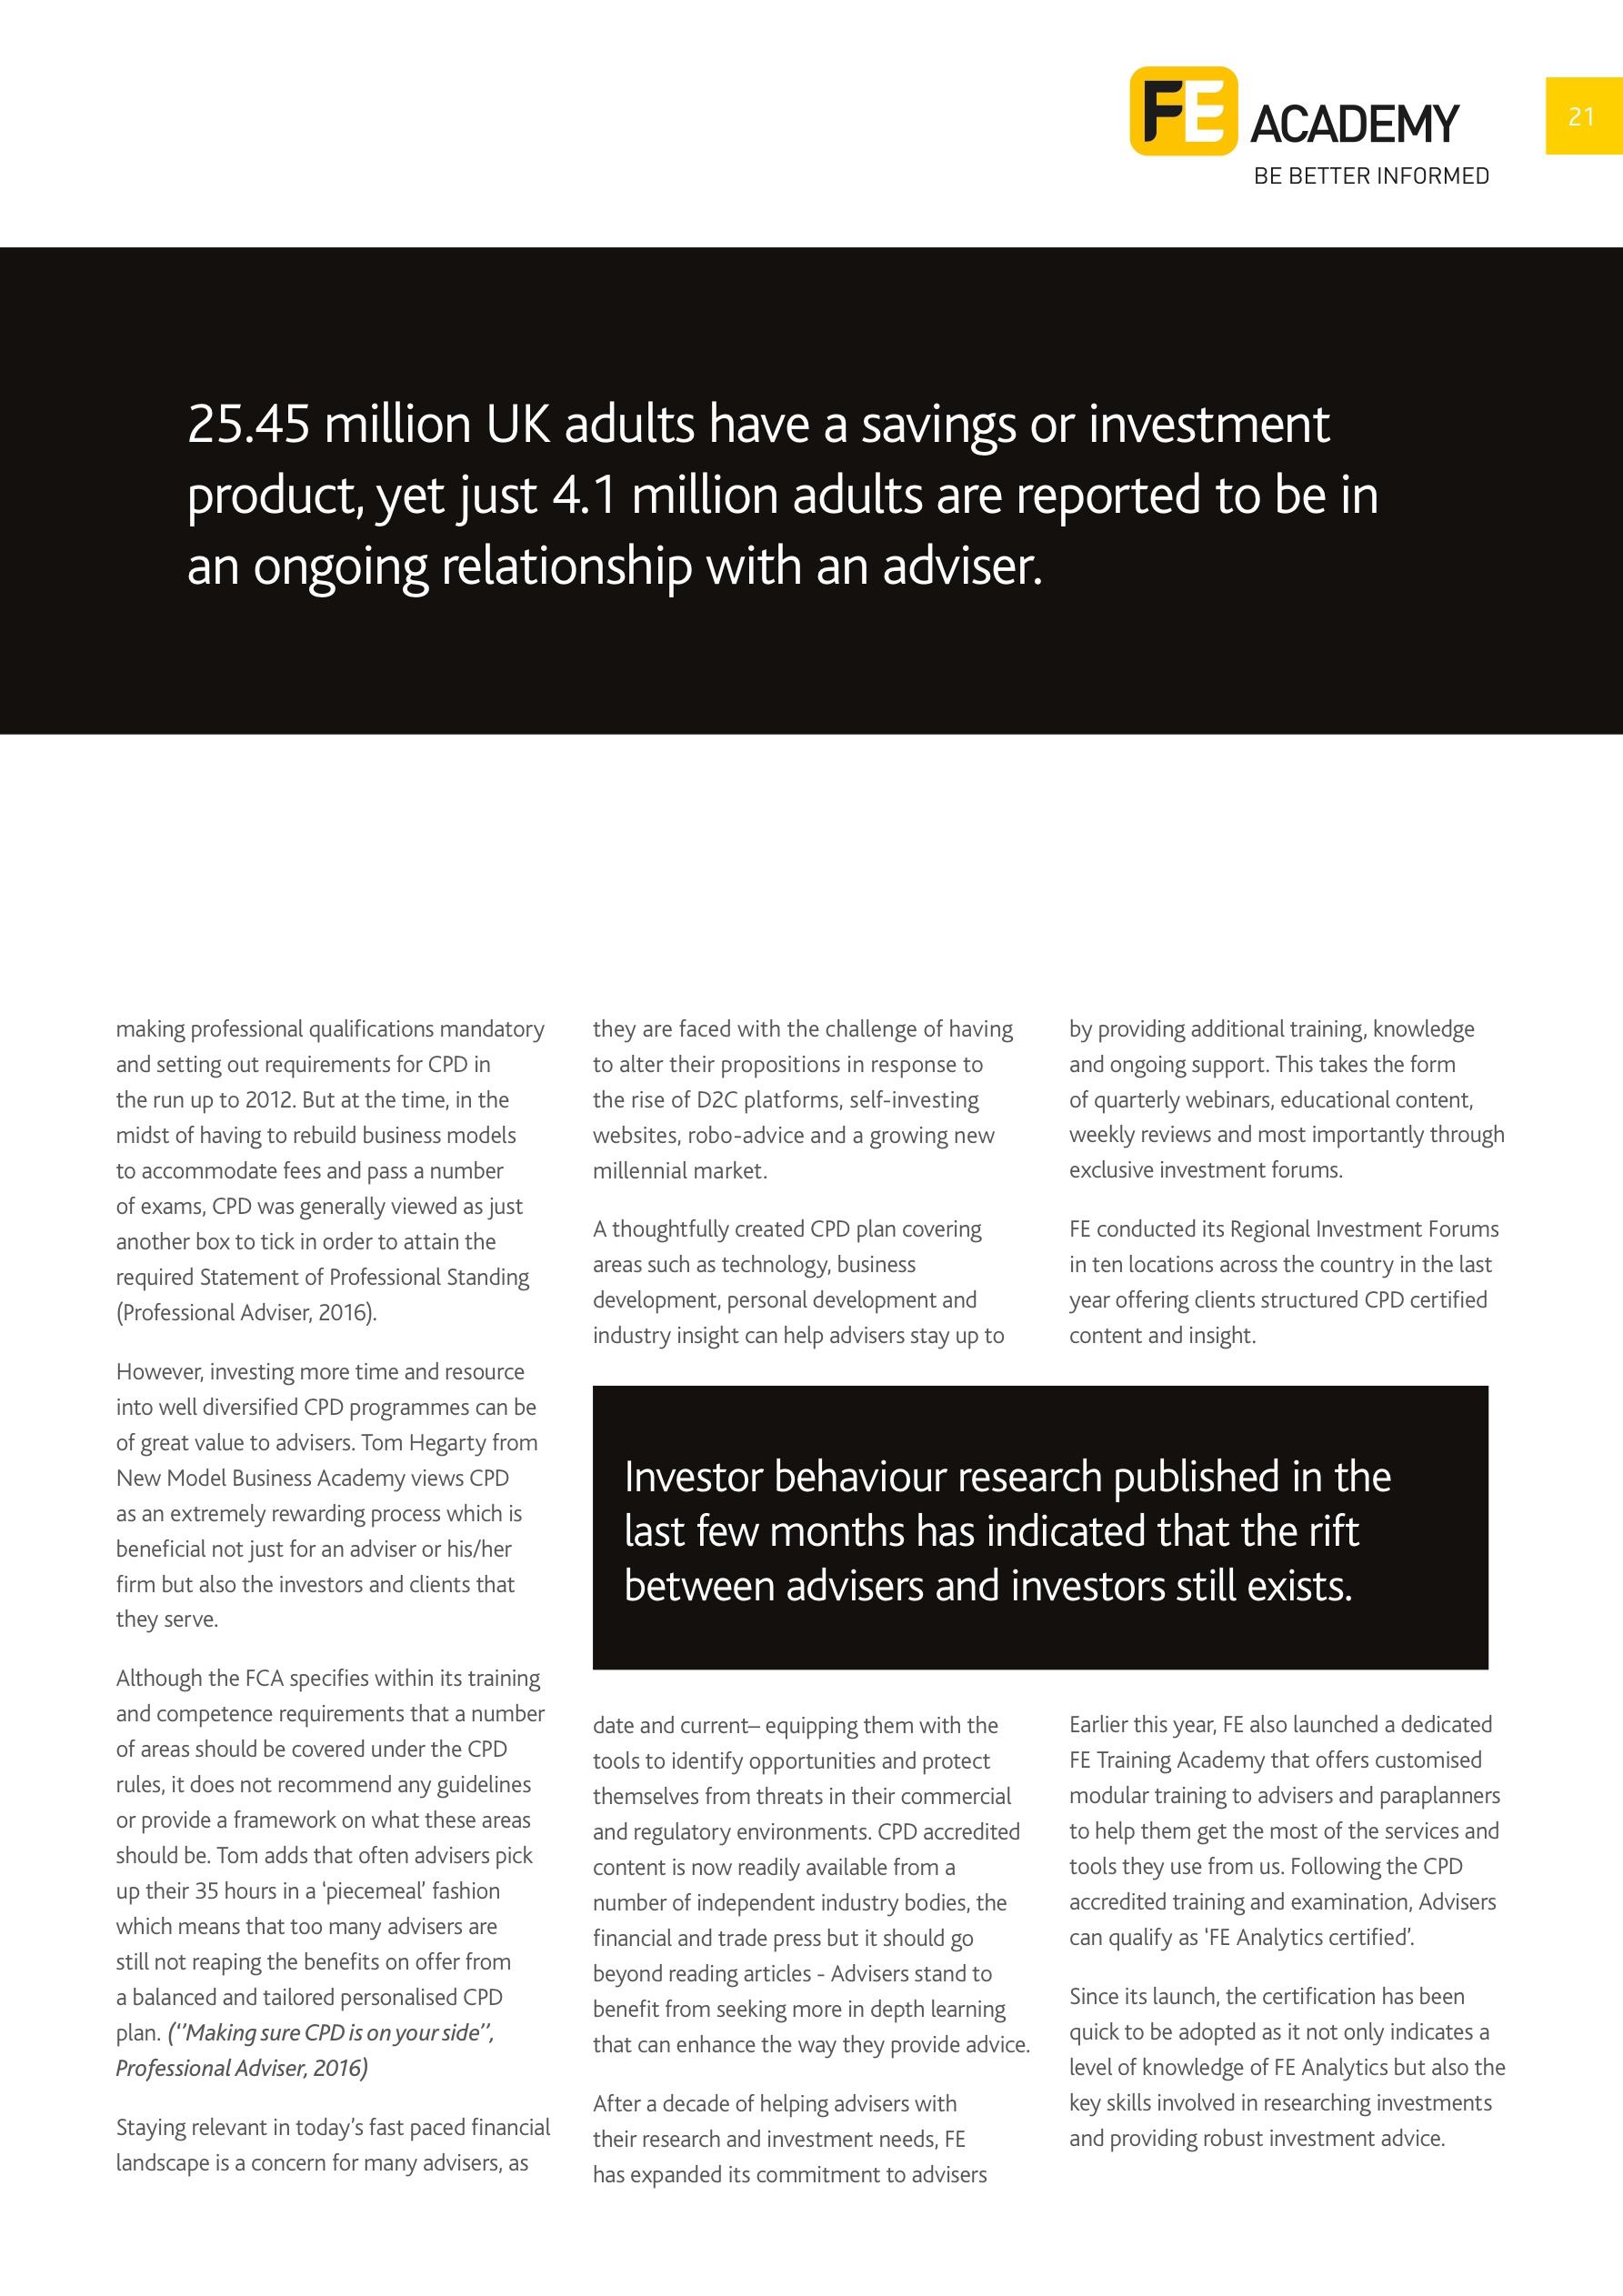 FE ACADEMY
BE BETTER INFORMED
21
25.45 million UK adults have a savings or investment
product, yet just 4.1 million adults are reported to be in
an ongoing relationship with an adviser.
making professional qualifications mandatory
and setting out requirements for CPD in
the run up to 2012. But at the time, in the
midst of having to rebuild business models
to accommodate fees and pass a number
of exams, CPD was generally viewed as just
another box to tick in order to attain the
required Statement of Professional Standing
(Professional Adviser, 2016).
However, investing more time and resource
into well diversified CPD programmes can be
of great value to advisers. Tom Hegarty from
New Model Business Academy views CPD
as an extremely rewarding process which is
beneficial not just for an adviser or his/her
firm but also the investors and clients that
they serve.
Although the FCA specifies within its training
and competence requirements that a number
of areas should be covered under the CPD
rules, it does not recommend any guidelines
or provide a framework on what these areas
should be. Tom adds that often advisers pick
up their 35 hours in a ‘piecemeal’ fashion
which means that too many advisers are
still not reaping the benefits on offer from
a balanced and tailored personalised CPD
plan. (‘’Making sure CPD is on your side’’,
Professional Adviser, 2016)
Staying relevant in today’s fast paced financial
landscape is a concern for many advisers, as
they are faced with the challenge of having
to alter their propositions in response to
the rise of D2C platforms, self-investing
websites, robo-advice and a growing new
millennial market.
A thoughtfully created CPD plan covering
areas such as technology, business
development, personal development and
industry insight can help advisers stay up to
date and current– equipping them with the
tools to identify opportunities and protect
themselves from threats in their commercial
and regulatory environments. CPD accredited
content is now readily available from a
number of independent industry bodies, the
financial and trade press but it should go
beyond reading articles - Advisers stand to
benefit from seeking more in depth learning
that can enhance the way they provide advice.
After a decade of helping advisers with
their research and investment needs, FE
has expanded its commitment to advisers
by providing additional training, knowledge
and ongoing support. This takes the form
of quarterly webinars, educational content,
weekly reviews and most importantly through
exclusive investment forums.
FE conducted its Regional Investment Forums
in ten locations across the country in the last
year offering clients structured CPD certified
content and insight.
Investor behaviour research published in the
last few months has indicated that the rift
between advisers and investors still exists.
Earlier this year, FE also launched a dedicated
FE Training Academy that offers customised
modular training to advisers and paraplanners
to help them get the most of the services and
tools they use from us. Following the CPD
accredited training and examination, Advisers
can qualify as ‘FE Analytics certified’.
Since its launch, the certification has been
quick to be adopted as it not only indicates a
level of knowledge of FE Analytics but also the
key skills involved in researching investments
and providing robust investment advice.